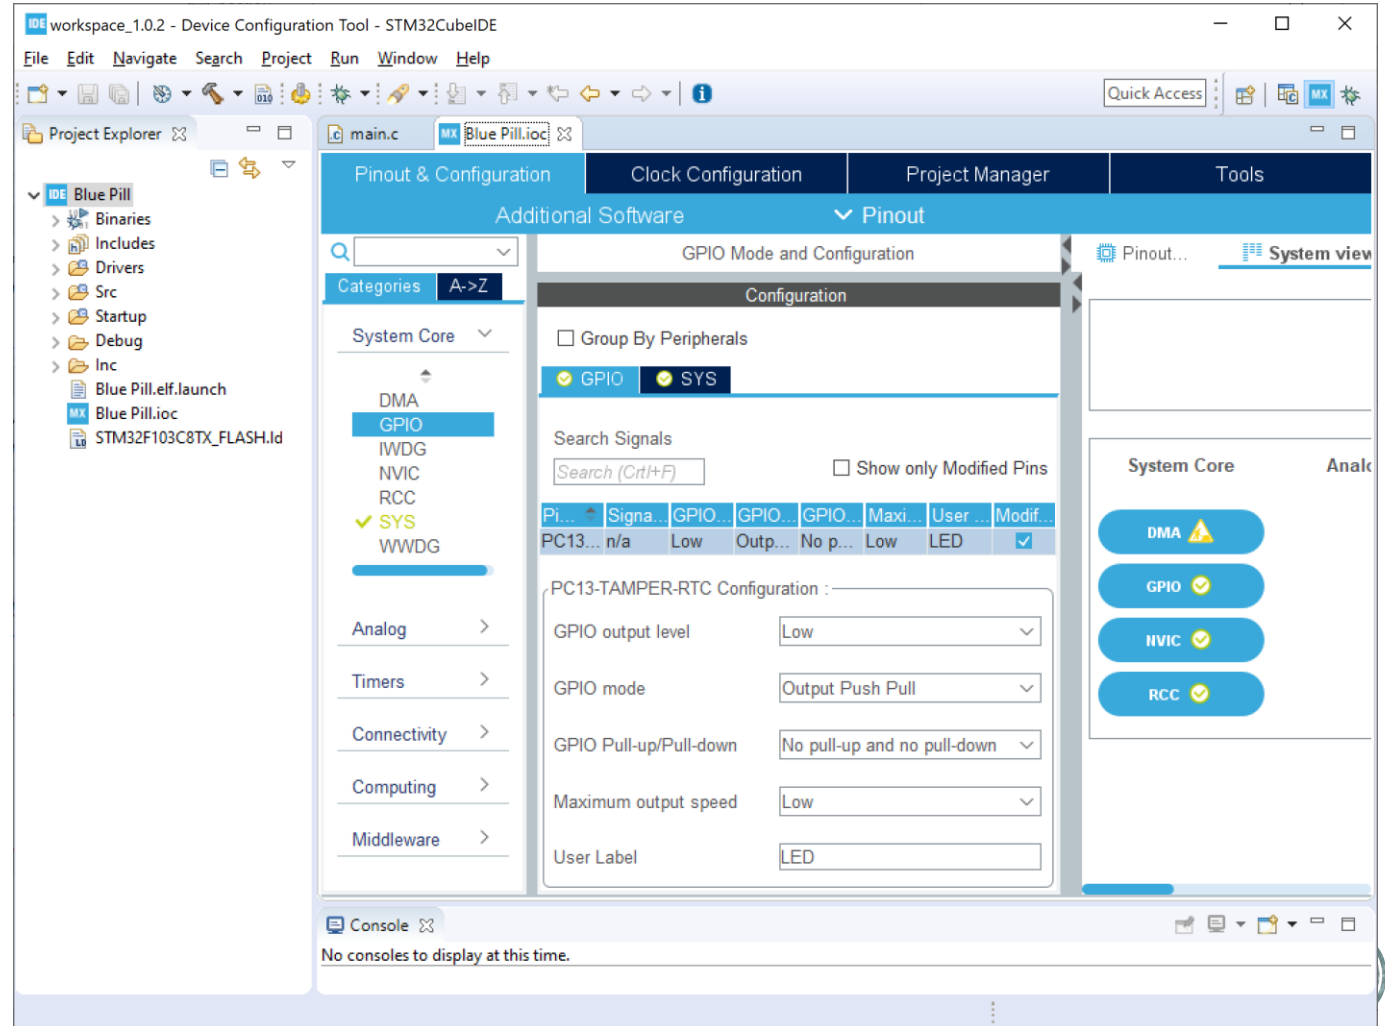 IDE workspace_1.0.2 - Device Configuration Tool - STM32CubeIDE
File Edit Navigate Search Project Run Window Help
010
Quick Access
MX
Project Explorer
main.c
MX Blue Pill.ioc
IDE Blue Pill
Binaries
Includes
Drivers
Src
Startup
Debug
Inc
Blue Pill.elf.launch
MX Blue Pill.ioc
STM32F103C8TX_FLASH.ld
Pinout & Configuration
Clock Configuration
Project Manager
Tools
Additional Software
Pinout
Categories
A->Z
System Core
DMA
GPIO
IWDG
NVIC
RCC
SYS
WWDG
Analog
Timers
Connectivity
Computing
Middleware
GPIO Mode and Configuration
Configuration
Group By Peripherals
GPIO
SYS
Search Signals
Search (Crtl+F)
Show only Modified Pins
Pi... Signa... GPIO... GPIO... GPIO... Maxi... User ... Modif...
PC13... n/a Low Outp... No p... Low LED
PC13-TAMPER-RTC Configuration :
GPIO output level Low
GPIO mode Output Push Pull
GPIO Pull-up/Pull-down No pull-up and no pull-down
Maximum output speed Low
User Label LED
Pinout...
System view
System Core
Analo
DMA
GPIO
NVIC
RCC
Console
No consoles to display at this time.